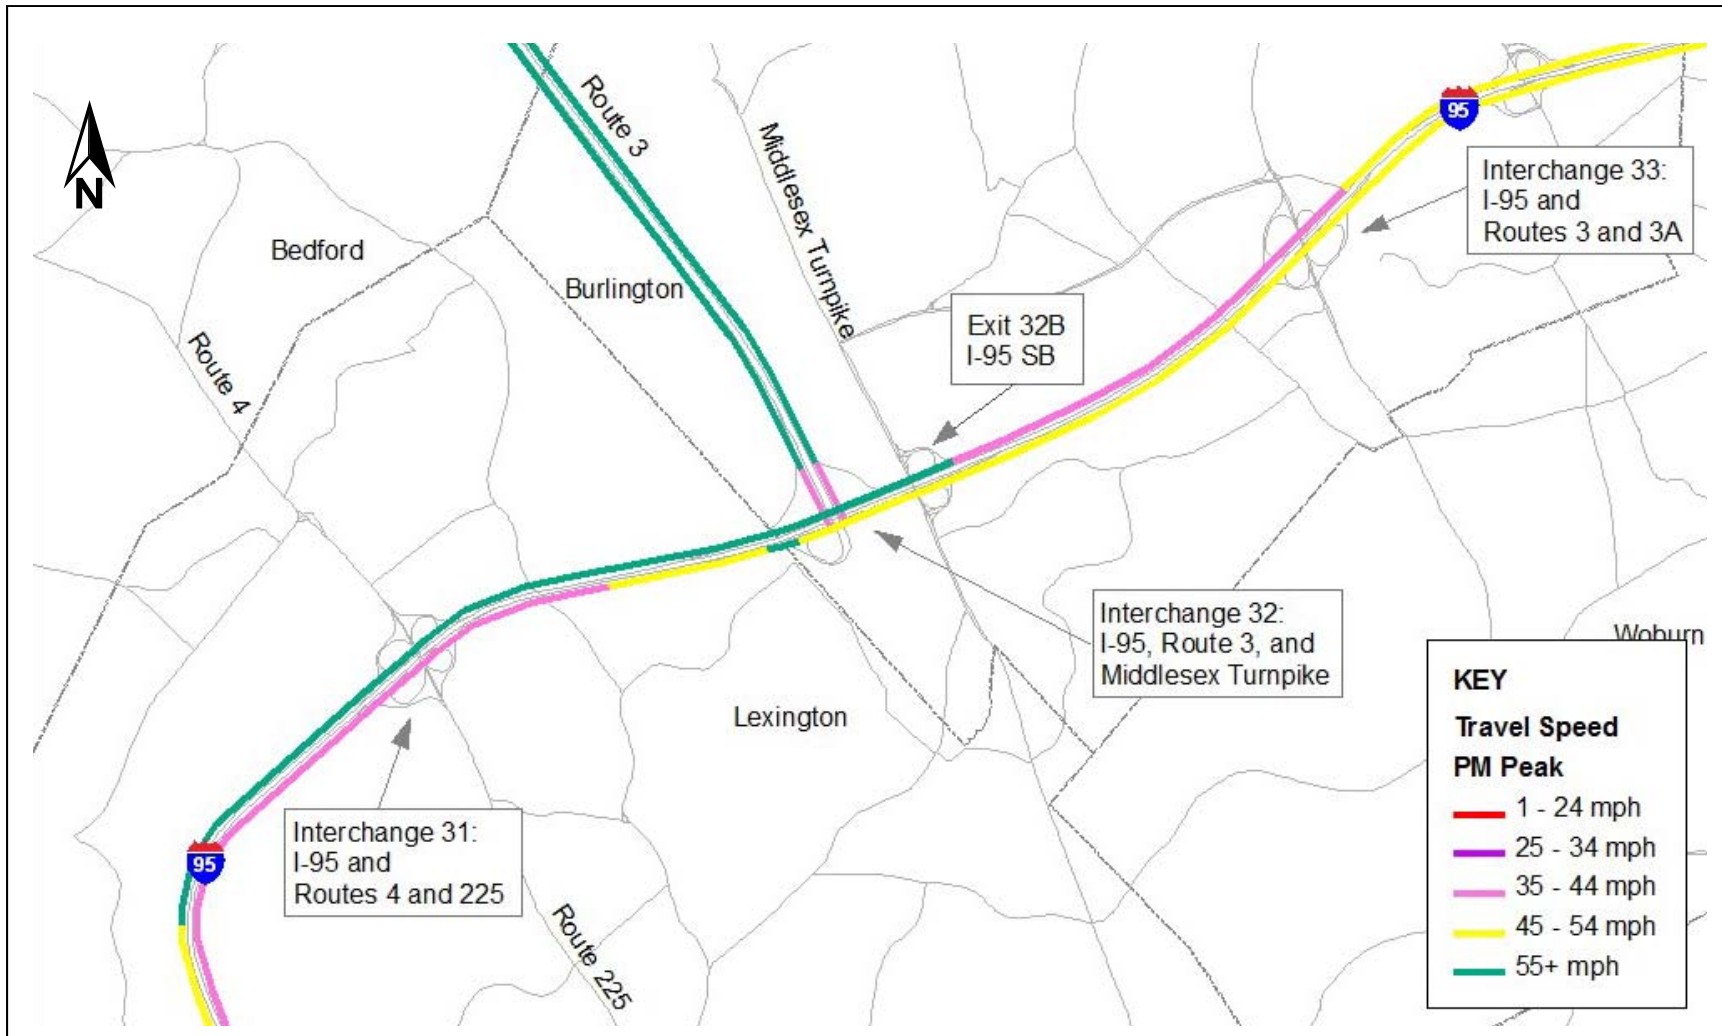 Route 3
Middlesex Turnpike
95
Interchange 33:
I-95 and
Routes 3 and 3A
N
Bedford
Burlington
Exit 32B
I-95 SB
Route 4
Interchange 32:
I-95, Route 3, and
Middlesex Turnpike
Woburn
Lexington
Interchange 31:
I-95 and
Routes 4 and 225
95
Route 225
KEY
Travel Speed
PM Peak
1 - 24 mph
25 - 34 mph
35 - 44 mph
45 - 54 mph
55+ mph